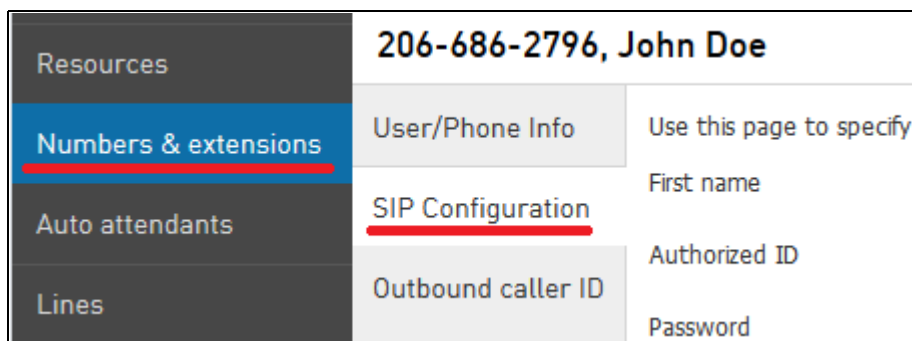 Resources
Numbers & extensions
Auto attendants
Lines
206-686-2796, John Doe
User/Phone Info
SIP Configuration
Outbound caller ID
Use this page to specify
First name
Authorized ID
Password